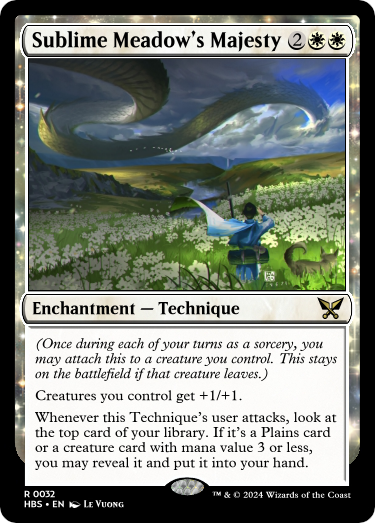 Sublime Meadow's Majesty 2
Enchantment — Technique
(Once during each of your turns as a sorcery, you
may attach this to a creature you control. This stays
on the battlefield if that creature leaves.)
Creatures you control get +1/+1.
Whenever this Technique's user attacks, look at
the top card of your library. If it's a Plains card
or a creature card with mana value 3 or less,
you may reveal it and put it into your hand.
R 0032
HBS • EN Le Vuong
™ & © 2024 Wizards of the Coast